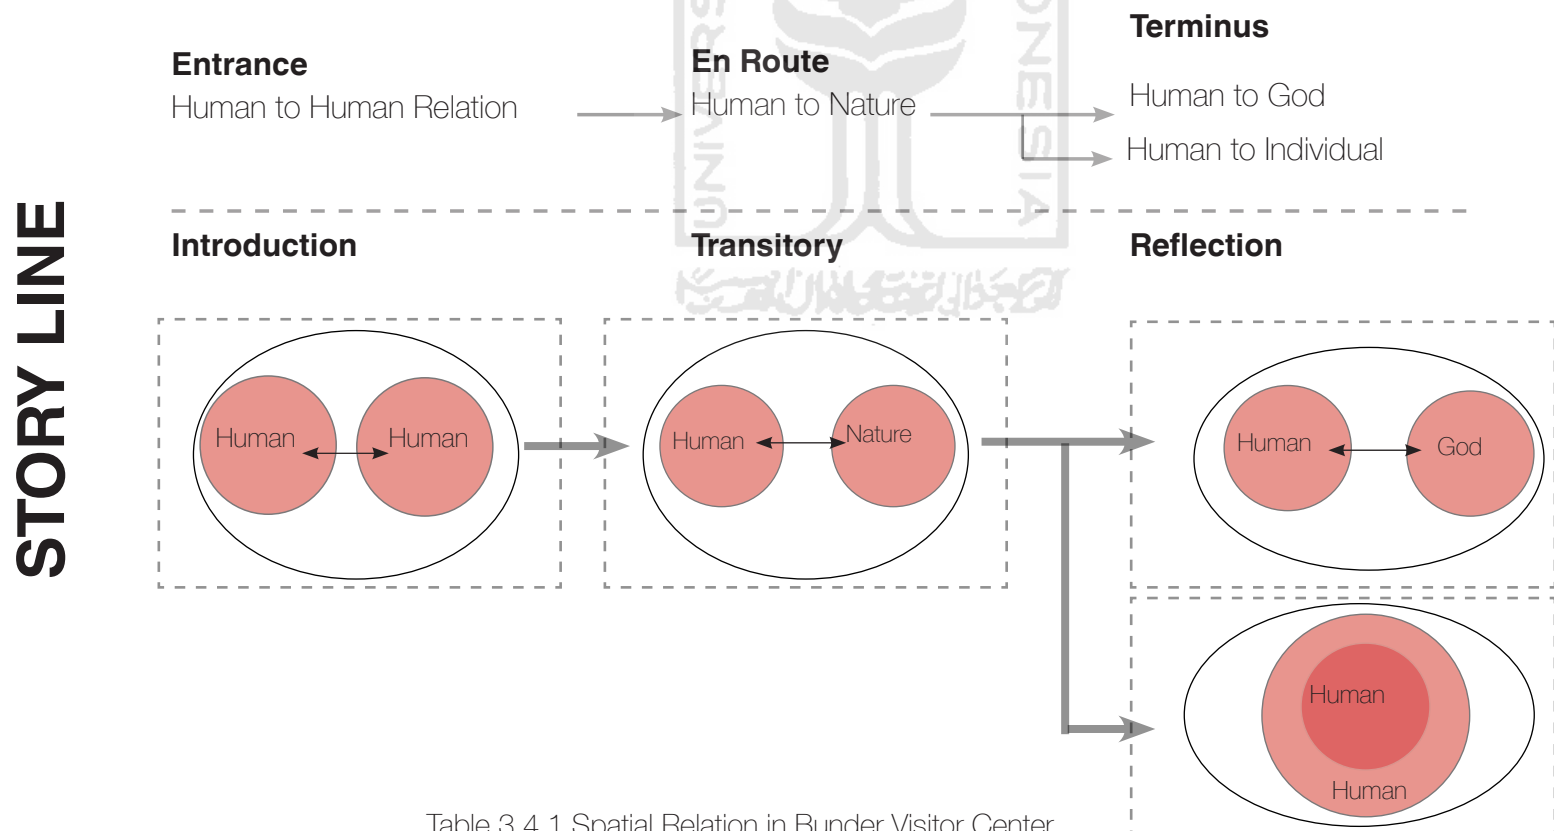 STORY LINE
Entrance
Human to Human Relation
En Route
Human to Nature
Terminus
Human to God
Human to Individual
Introduction
Transitory
Reflection
Human
Human
Human
Nature
Human
God
Human
Human
Table 3.4.1 Spatial Relation in Bunder Visitor Center